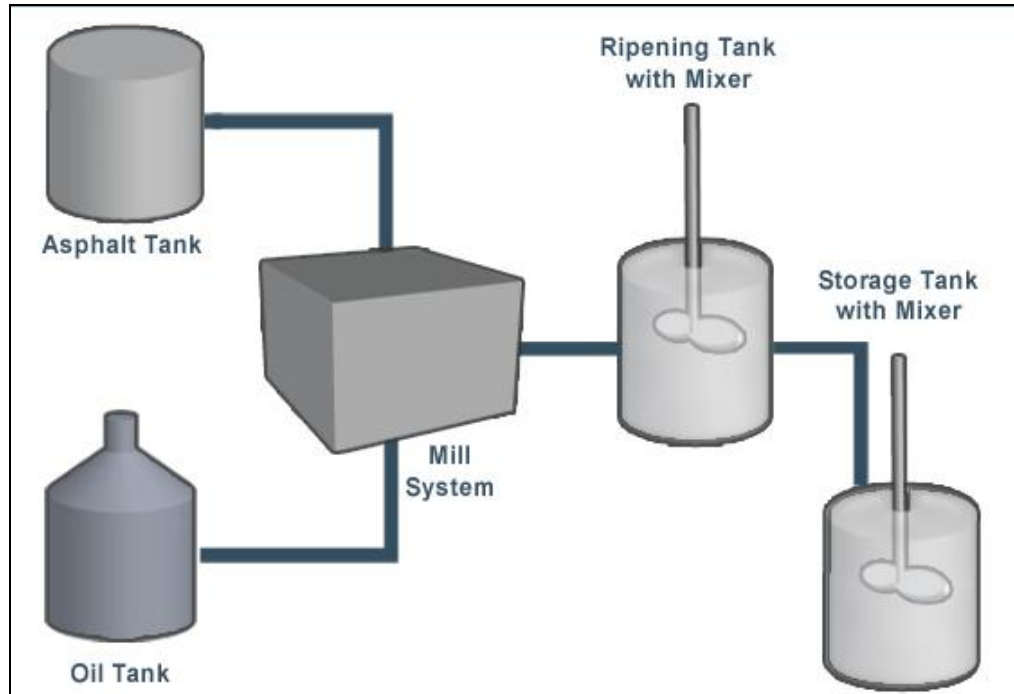 Ripening Tank
with Mixer
Asphalt Tank
Storage Tank
with Mixer
Mill
System
Oil Tank